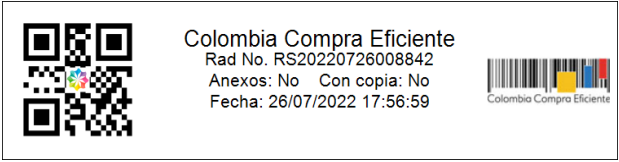 Colombia Compra Eficiente
Rad No. RS20220726008842
Anexos: No Con copia: No
Fecha: 26/07/2022 17:56:59
Colombia Compra Eficiente